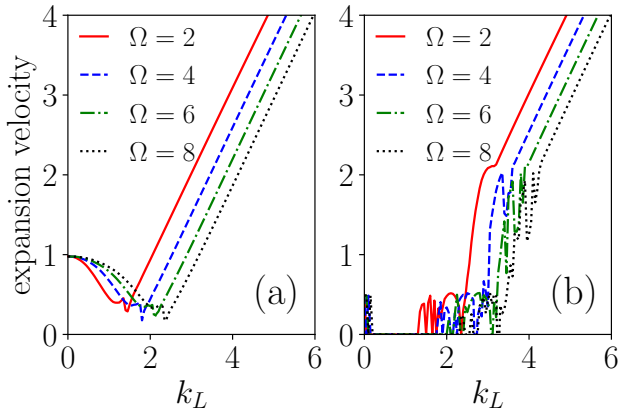 expansion velocity
4
3
2
1
0
Ω = 2
Ω = 4
Ω = 6
Ω = 8
(a)
0 2 4 6
k_L
4
3
2
1
0
Ω = 2
Ω = 4
Ω = 6
Ω = 8
(b)
0 2 4 6
k_L